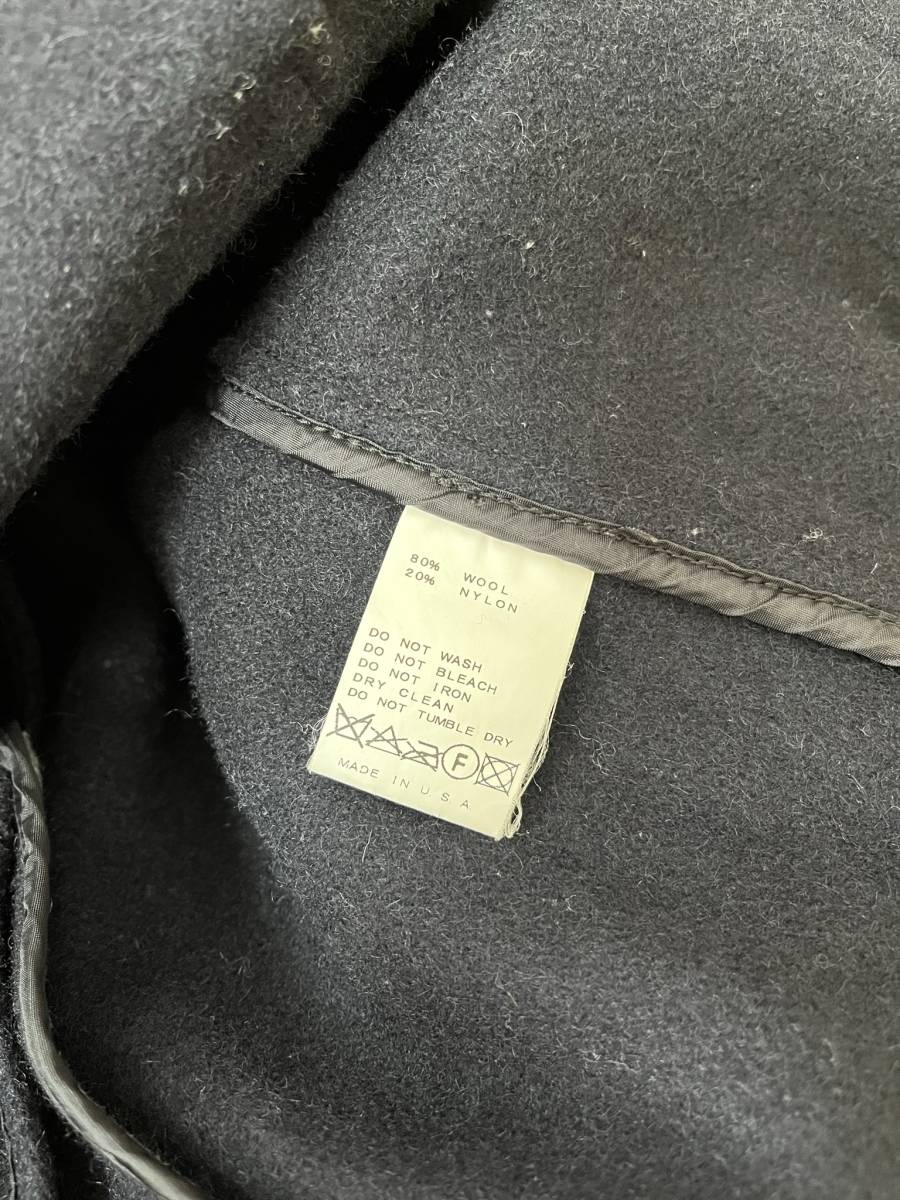 80% WOOL
20% NYLON
DO NOT WASH
DO NOT BLEACH
DO NOT IRON
DRY CLEAN
DO NOT TUMBLE DRY
F
MADE IN U S A